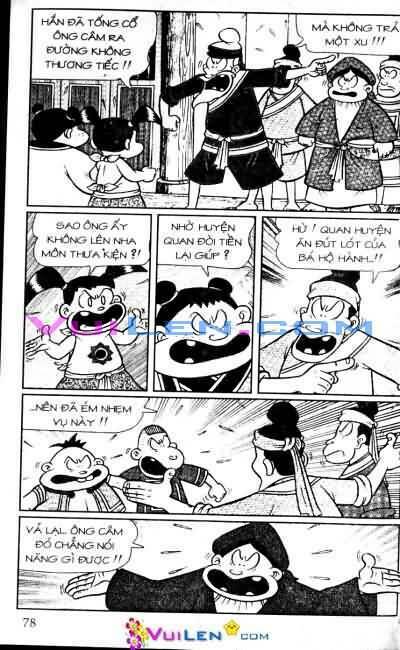 HẮN ĐÃ TỐNG CỔ
ÔNG CÂM RA
ĐƯỜNG KHÔNG
THƯƠNG TIẾC !!
MÀ KHÔNG TRẢ
MỘT XU !!!
SAO ÔNG ẤY
KHÔNG LÊN NHA
MÔN THƯA KIỆN ?!
NHỜ HUYỆN
QUAN ĐÒI TIỀN
LẠI GIÚP ?
HỪ ! QUAN HUYỆN
ĂN ĐÚT LÓT CỦA
BÁ HỘ HÀNH...!!
VUILEN.COM
...NÊN ĐÃ ÉM NHẸM
VỤ NÀY !!
VẢ LẠI... ÔNG CÂM
ĐÓ CHẲNG NÓI
NĂNG GÌ ĐƯỢC !!
78
VUILEN.COM